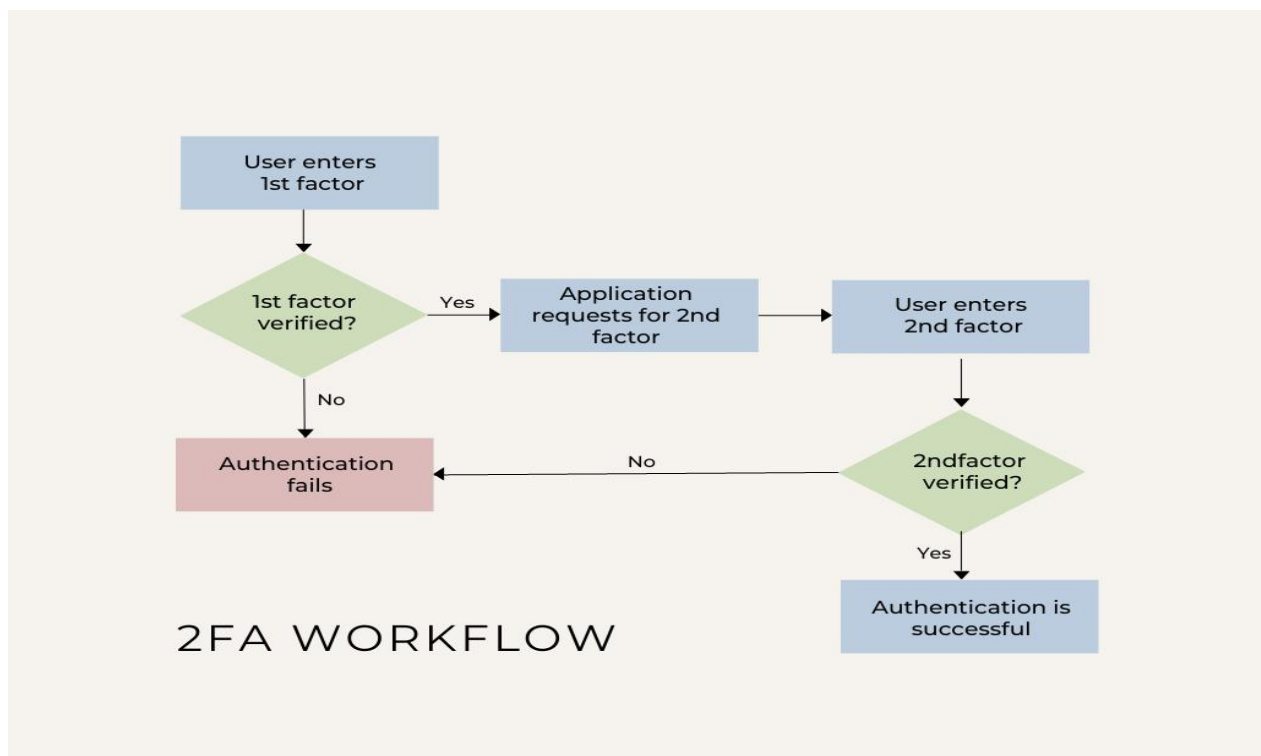 User enters
1st factor
1st factor
verified?
Yes
Application
requests for 2nd
factor
User enters
2nd factor
No
Authentication
fails
No
2ndfactor
verified?
Yes
Authentication is
successful
2FA WORKFLOW